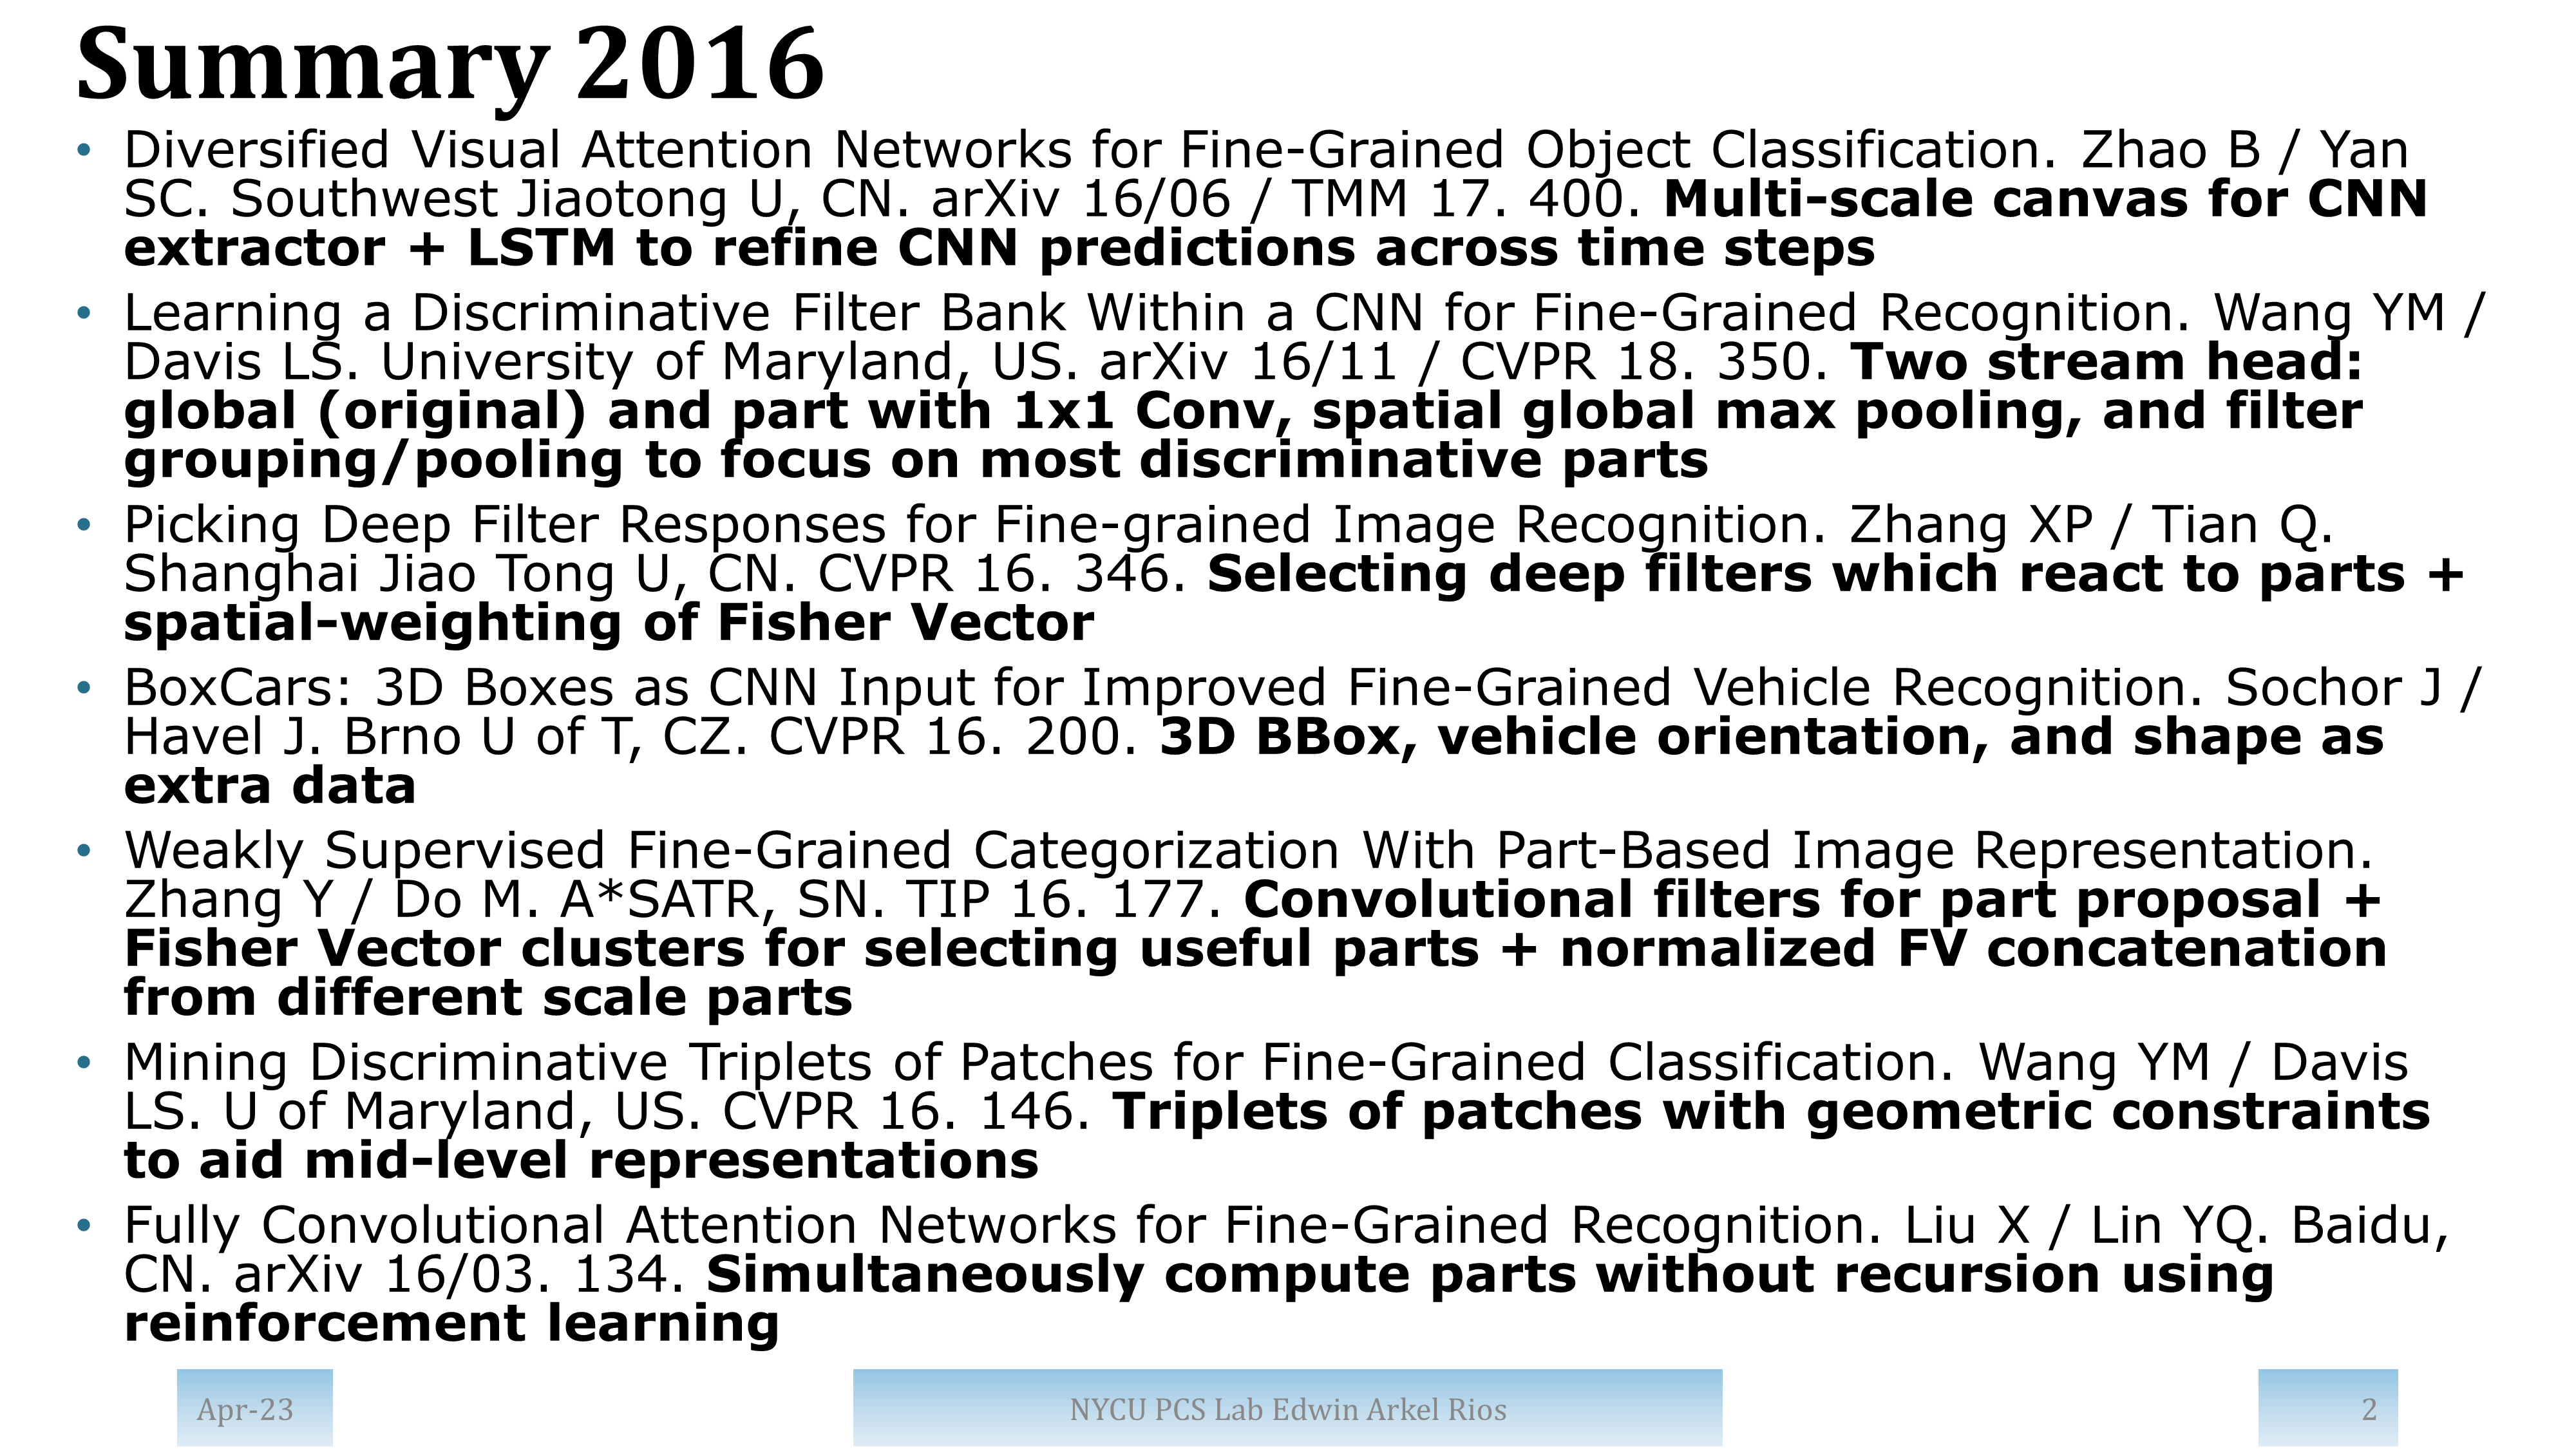 Summary 2016
• Diversified Visual Attention Networks for Fine-Grained Object Classification. Zhao B / Yan
SC. Southwest Jiaotong U, CN. arXiv 16/06 / TMM 17. 400. Multi-scale canvas for CNN
extractor + LSTM to refine CNN predictions across time steps
• Learning a Discriminative Filter Bank Within a CNN for Fine-Grained Recognition. Wang YM /
Davis LS. University of Maryland, US. arXiv 16/11 / CVPR 18. 350. Two stream head:
global (original) and part with 1x1 Conv, spatial global max pooling, and filter
grouping/pooling to focus on most discriminative parts
• Picking Deep Filter Responses for Fine-grained Image Recognition. Zhang XP / Tian Q.
Shanghai Jiao Tong U, CN. CVPR 16. 346. Selecting deep filters which react to parts +
spatial-weighting of Fisher Vector
• BoxCars: 3D Boxes as CNN Input for Improved Fine-Grained Vehicle Recognition. Sochor J /
Havel J. Brno U of T, CZ. CVPR 16. 200. 3D BBox, vehicle orientation, and shape as
extra data
• Weakly Supervised Fine-Grained Categorization With Part-Based Image Representation.
Zhang Y / Do M. A*SATR, SN. TIP 16. 177. Convolutional filters for part proposal +
Fisher Vector clusters for selecting useful parts + normalized FV concatenation
from different scale parts
• Mining Discriminative Triplets of Patches for Fine-Grained Classification. Wang YM / Davis
LS. U of Maryland, US. CVPR 16. 146. Triplets of patches with geometric constraints
to aid mid-level representations
• Fully Convolutional Attention Networks for Fine-Grained Recognition. Liu X / Lin YQ. Baidu,
CN. arXiv 16/03. 134. Simultaneously compute parts without recursion using
reinforcement learning
Apr-23
NYCU PCS Lab Edwin Arkel Rios
2